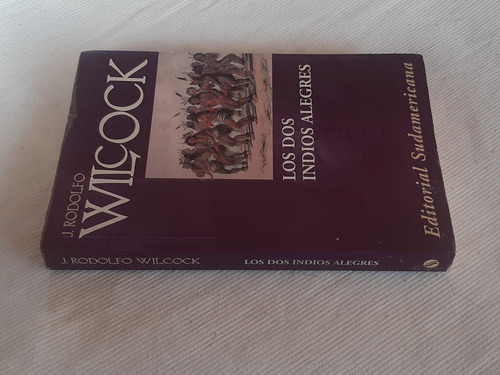 J. RODOLFO
WILCOCK
LOS DOS
INDIOS ALEGRES
Editorial Sudamericana
J. RODOLFO WILCOCK LOS DOS INDIOS ALEGRES